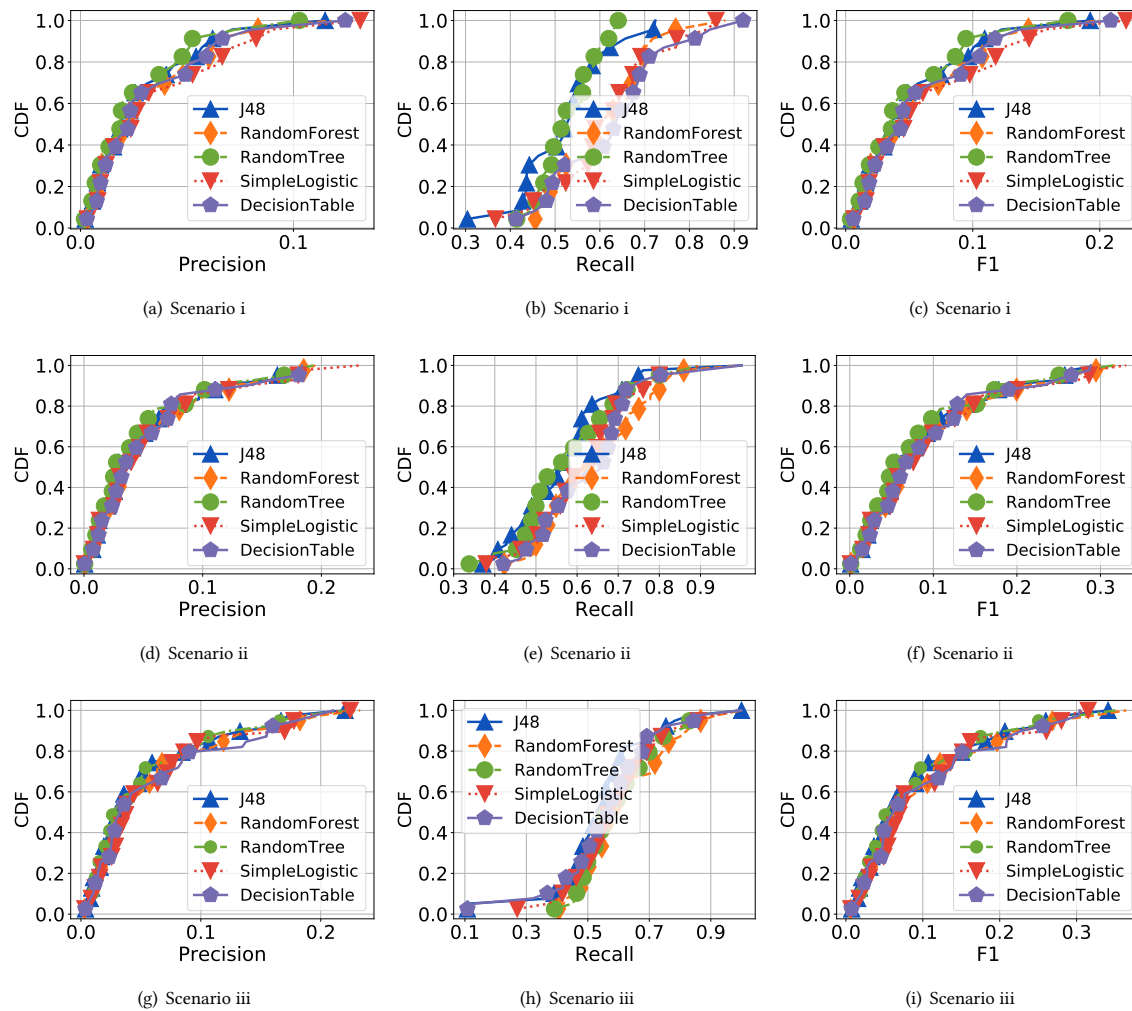 1.0
0.8
0.6
0.4
0.2
0.0
CDF
0.0 0.1
Precision
J48
RandomForest
RandomTree
SimpleLogistic
DecisionTable
(a) Scenario i
1.0
0.8
0.6
0.4
0.2
0.0
CDF
0.3 0.4 0.5 0.6 0.7 0.8 0.9
Recall
J48
RandomForest
RandomTree
SimpleLogistic
DecisionTable
(b) Scenario i
1.0
0.8
0.6
0.4
0.2
0.0
CDF
0.0 0.1 0.2
F1
J48
RandomForest
RandomTree
SimpleLogistic
DecisionTable
(c) Scenario i
1.0
0.8
0.6
0.4
0.2
0.0
CDF
0.0 0.1 0.2
Precision
J48
RandomForest
RandomTree
SimpleLogistic
DecisionTable
(d) Scenario ii
1.0
0.8
0.6
0.4
0.2
0.0
CDF
0.3 0.4 0.5 0.6 0.7 0.8 0.9
Recall
J48
RandomForest
RandomTree
SimpleLogistic
DecisionTable
(e) Scenario ii
1.0
0.8
0.6
0.4
0.2
0.0
CDF
0.0 0.1 0.2 0.3
F1
J48
RandomForest
RandomTree
SimpleLogistic
DecisionTable
(f) Scenario ii
1.0
0.8
0.6
0.4
0.2
0.0
CDF
0.0 0.1 0.2
Precision
J48
RandomForest
RandomTree
SimpleLogistic
DecisionTable
(g) Scenario iii
1.0
0.8
0.6
0.4
0.2
0.0
CDF
0.1 0.3 0.5 0.7 0.9
Recall
J48
RandomForest
RandomTree
SimpleLogistic
DecisionTable
(h) Scenario iii
1.0
0.8
0.6
0.4
0.2
0.0
CDF
0.0 0.1 0.2 0.3
F1
J48
RandomForest
RandomTree
SimpleLogistic
DecisionTable
(i) Scenario iii